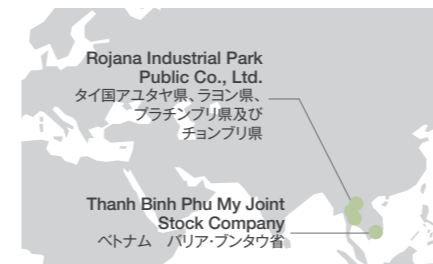 Rojana Industrial Park
Public Co., Ltd.
タイ国アユタヤ県、ラヨン県、
プラチンブリ県及び
チョンブリ県
Thanh Binh Phu My Joint
Stock Company
ベトナム　バリア・ブンタウ省